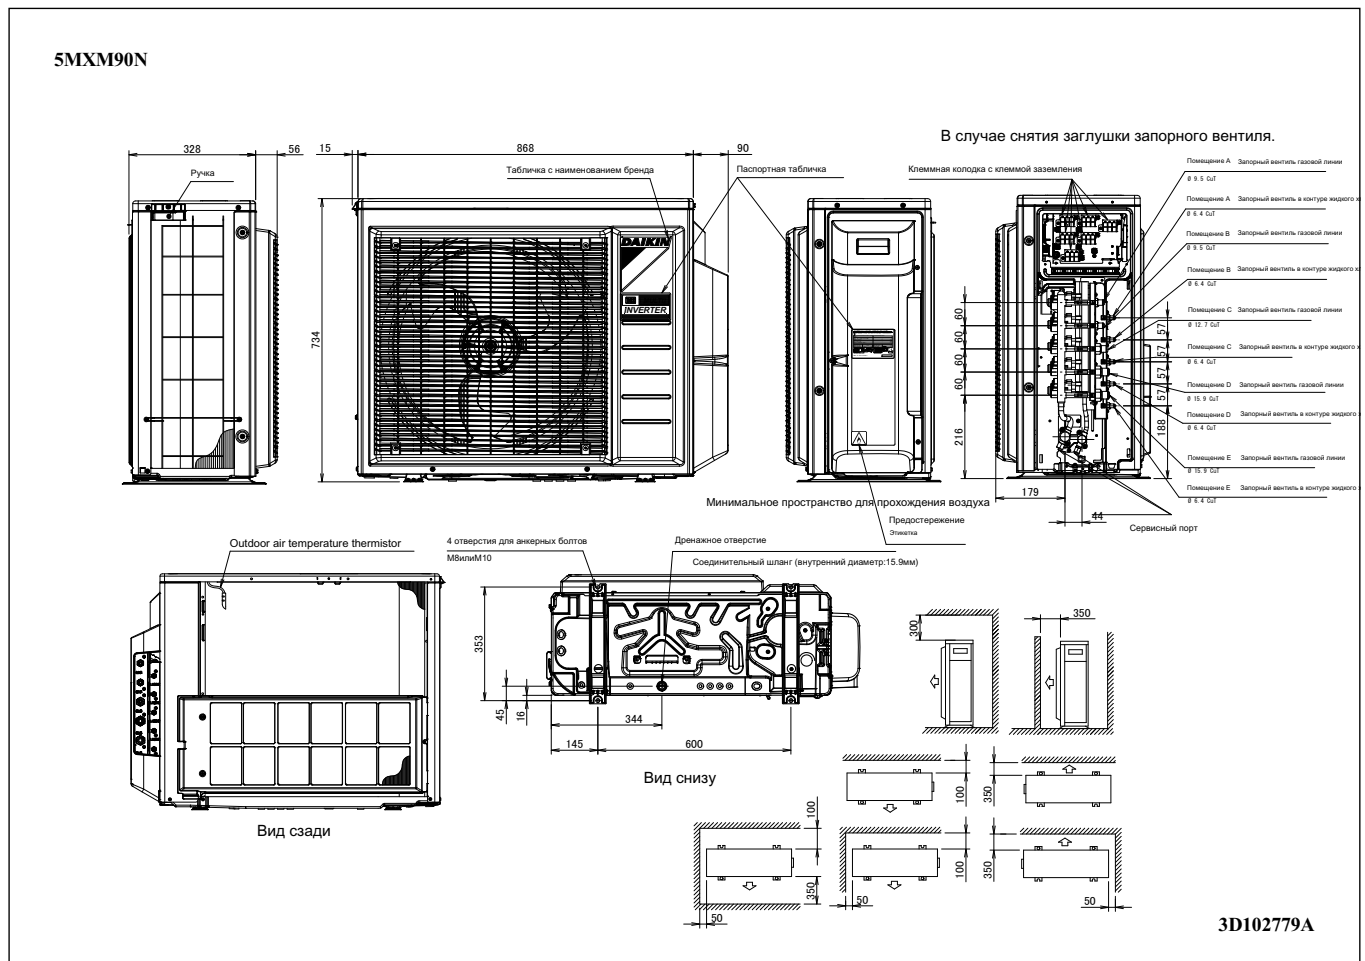 5MXM90N
В случае снятия заглушки запорного вентиля.
328
56
15
868
90
Ручка
Табличка с наименованием бренда
Паспортная табличка
Клеммная колодка с клеммой заземления
Помещение A Запорный вентиль газовой линии
Ø 9.5 CuT
Помещение A Запорный вентиль в контуре жидкого х
Ø 6.4 CuT
Помещение B Запорный вентиль газовой линии
Ø 9.5 CuT
Помещение B Запорный вентиль в контуре жидкого х
Ø 6.4 CuT
Помещение C Запорный вентиль газовой линии
Ø 12.7 CuT
Помещение C Запорный вентиль в контуре жидкого х
Ø 6.4 CuT
Помещение D Запорный вентиль газовой линии
Ø 15.9 CuT
Помещение D Запорный вентиль в контуре жидкого х
Ø 6.4 CuT
Помещение E Запорный вентиль газовой линии
Ø 15.9 CuT
Помещение E Запорный вентиль в контуре жидкого х
Ø 6.4 CuT
DAIKIN
INVERTER
734
60
60
60
60
216
57
57
57
57
188
179
44
Минимальное пространство для прохождения воздуха
Предостережение
Этикетка
Сервисный порт
Outdoor air temperature thermistor
4 отверстия для анкерных болтов
M8илиM10
Дренажное отверстие
Соединительный шланг (внутренний диаметр:15.9мм)
353
45
16
344
145
600
Вид снизу
Вид сзади
300
350
100
350
100
350
50
100
50
350
50
3D102779A